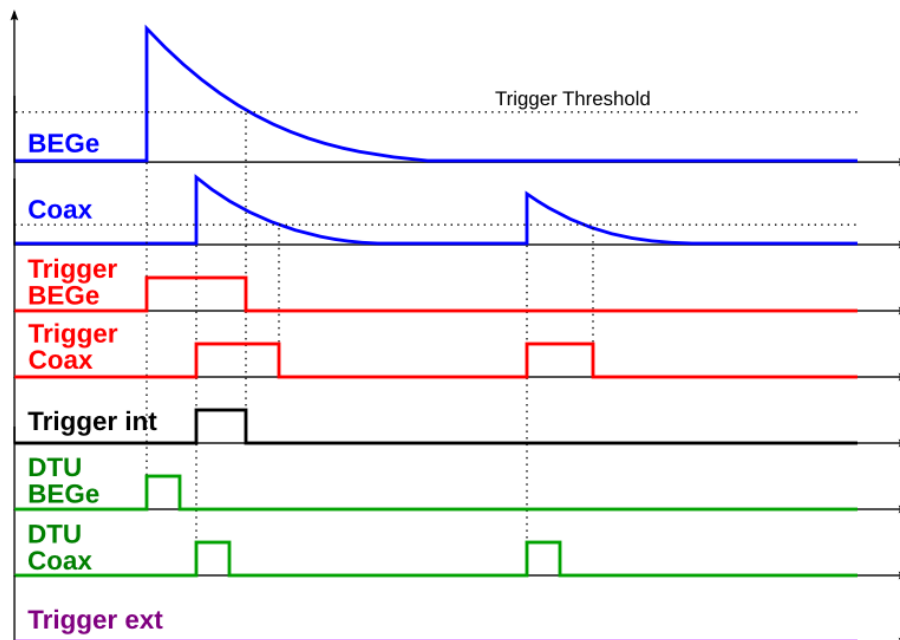 Trigger Threshold
BEGe
Coax
Trigger
BEGe
Trigger
Coax
Trigger int
DTU
BEGe
DTU
Coax
Trigger ext